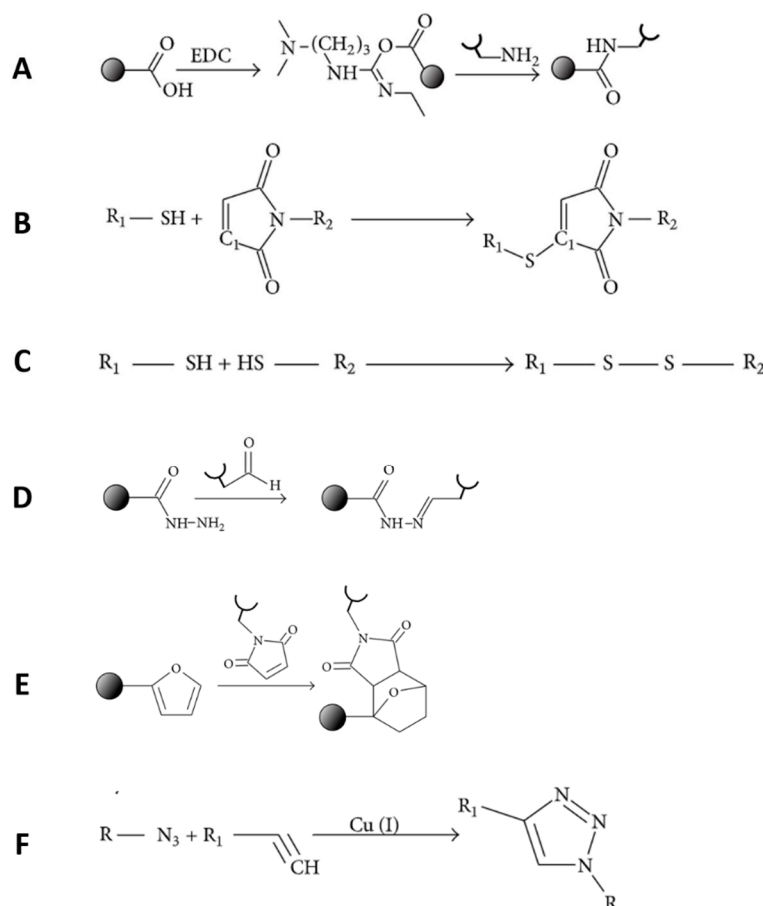 A
O
OH
EDC
N
(CH2)3
NH
O
O
N
NH2
HN
O
B
R1 — SH +
O
C1
N — R2
O
R1
S
O
C1
N — R2
O
C
R1 — SH + HS — R2
R1 — S — S — R2
D
O
NH–NH2
O
H
O
NH–N
E
O
N
O
O
O
N
O
O
F
R — N3 + R1
CH
Cu (I)
R1
N
N
N
R